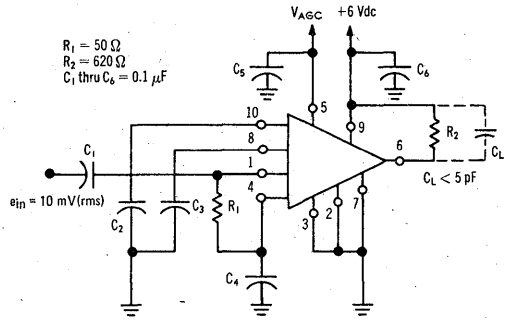 V_AGC +6 Vdc
R₁ = 50 Ω
R₂ = 620 Ω
C₁ thru C₆ = 0.1 μF
C₅
C₆
10
5
9
8
6
R₂
C_L
C₁
1
4
C_L < 5 pF
e_in = 10 mV(rms)
C₂
C₃
R₁
3
2
7
C₄